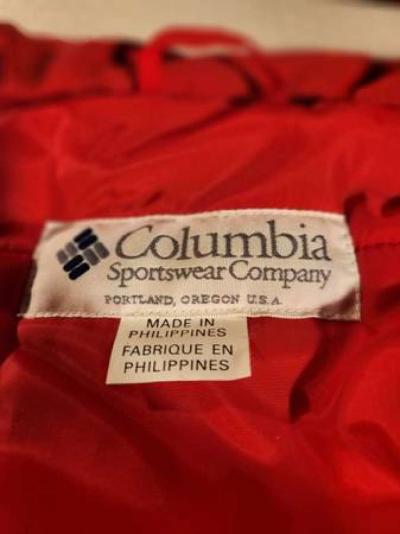 Columbia
Sportswear Company
PORTLAND, OREGON U.S.A.
MADE IN
PHILIPPINES
FABRIQUE EN
PHILIPPINES